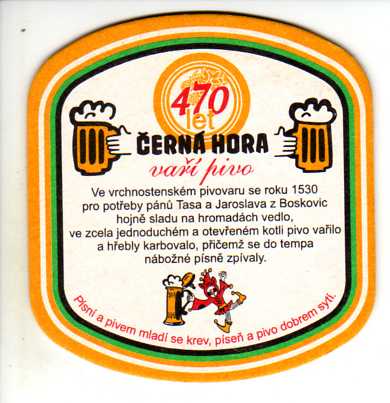 470
let
ČERNÁ HORA
vaří pivo
Ve vrchnostenském pivovaru se roku 1530
pro potřeby pánů Tasa a Jaroslava z Boskovic
hojně sladu na hromadách vedlo,
ve zcela jednoduchém a otevřeném kotli pivo vařilo
a hřebly karbovalo, přičemž se do tempa
nábožné písně zpívaly.
Písní a pivem mladí se krev, píseň a pivo dobrem sytí.